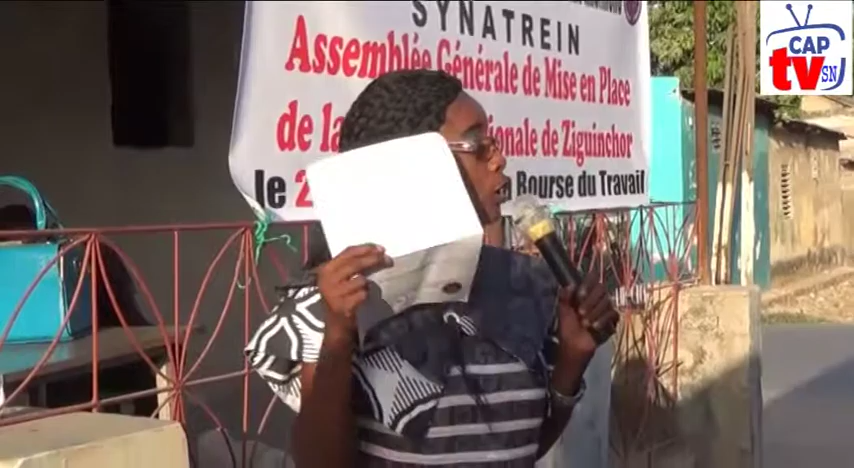 SYNATREIN
Assemblée Générale de Mise en Place
de la
ionale de Ziguinchor
le 2
Bourse du Travail
CAP
tv SN